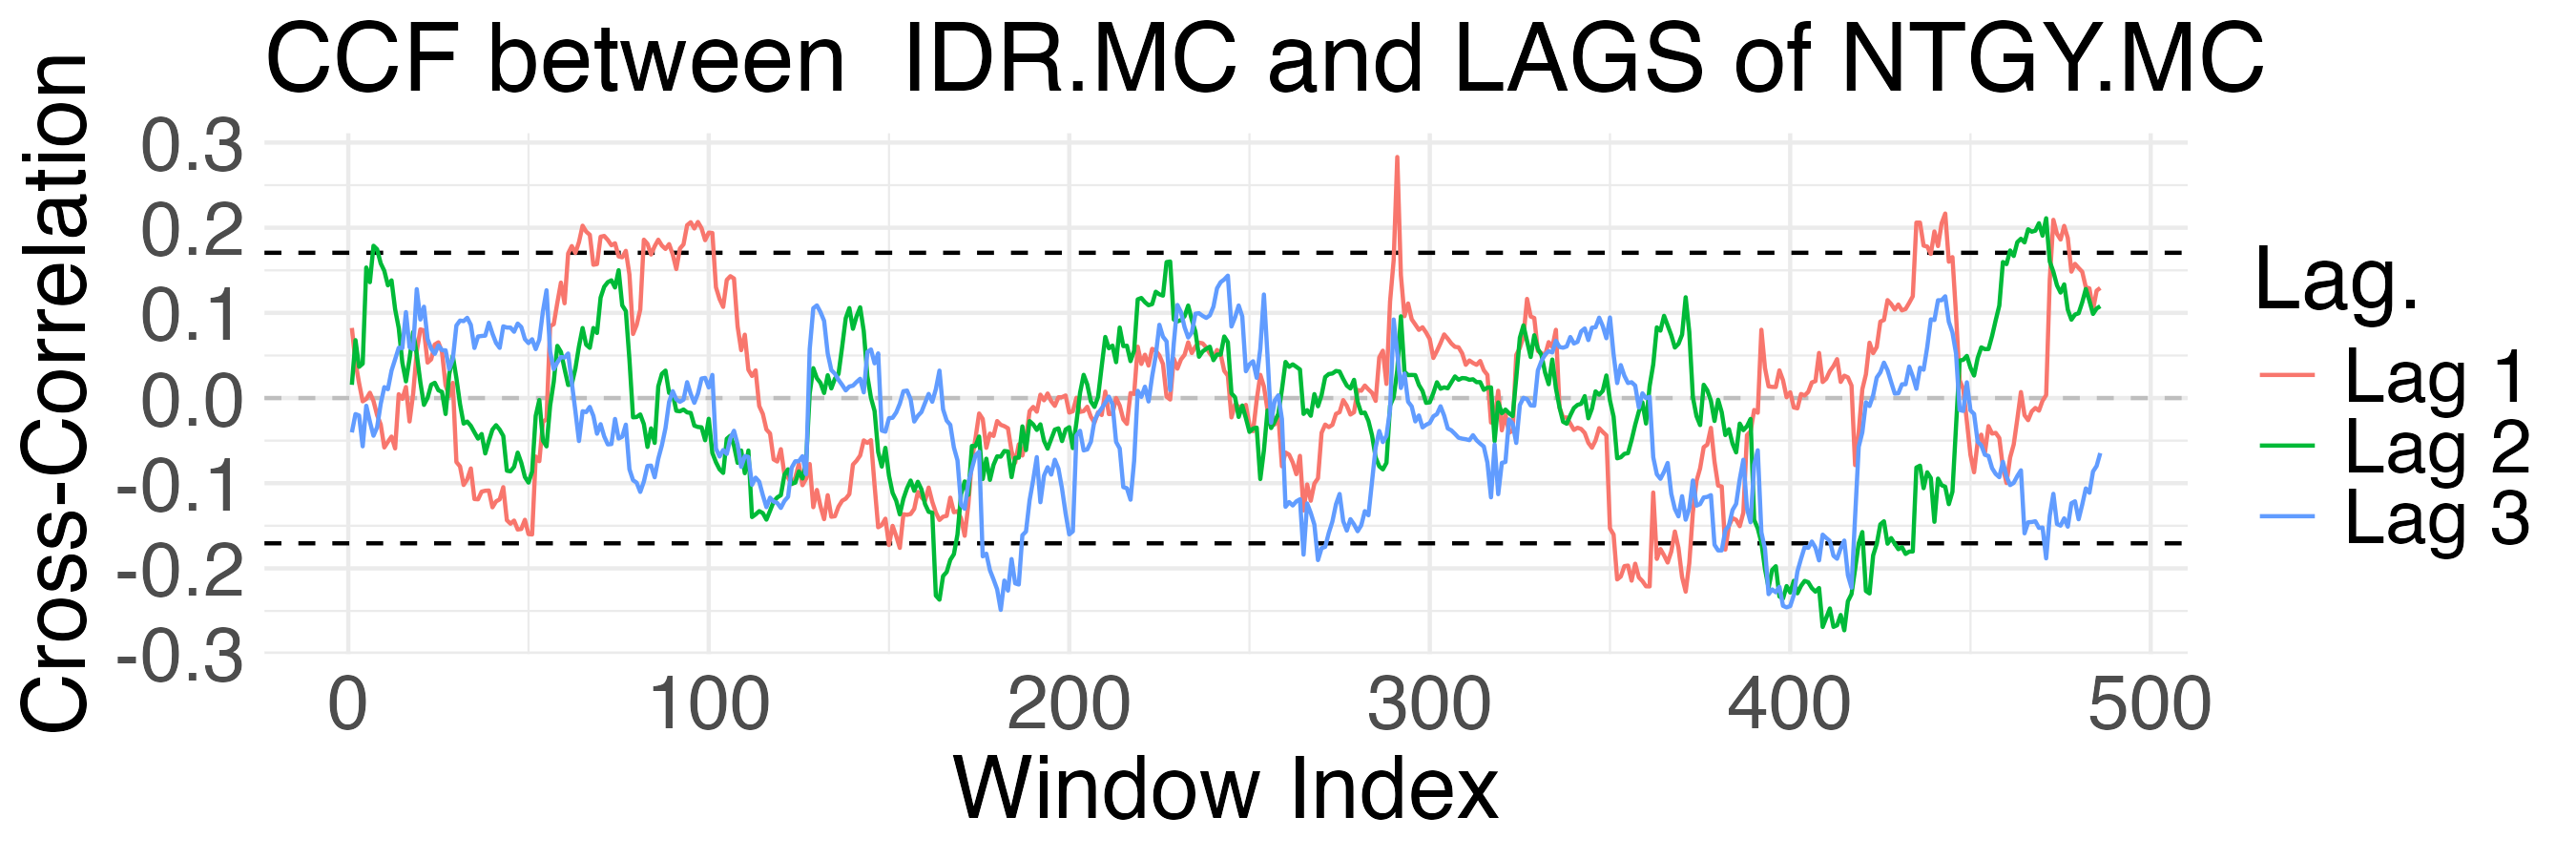 CCF between  IDR.MC and LAGS of NTGY.MC
Cross-Correlation
0.3
0.2
0.1
0.0
-0.1
-0.2
-0.3
0 100 200 300 400 500
Window Index
Lag.
Lag 1
Lag 2
Lag 3